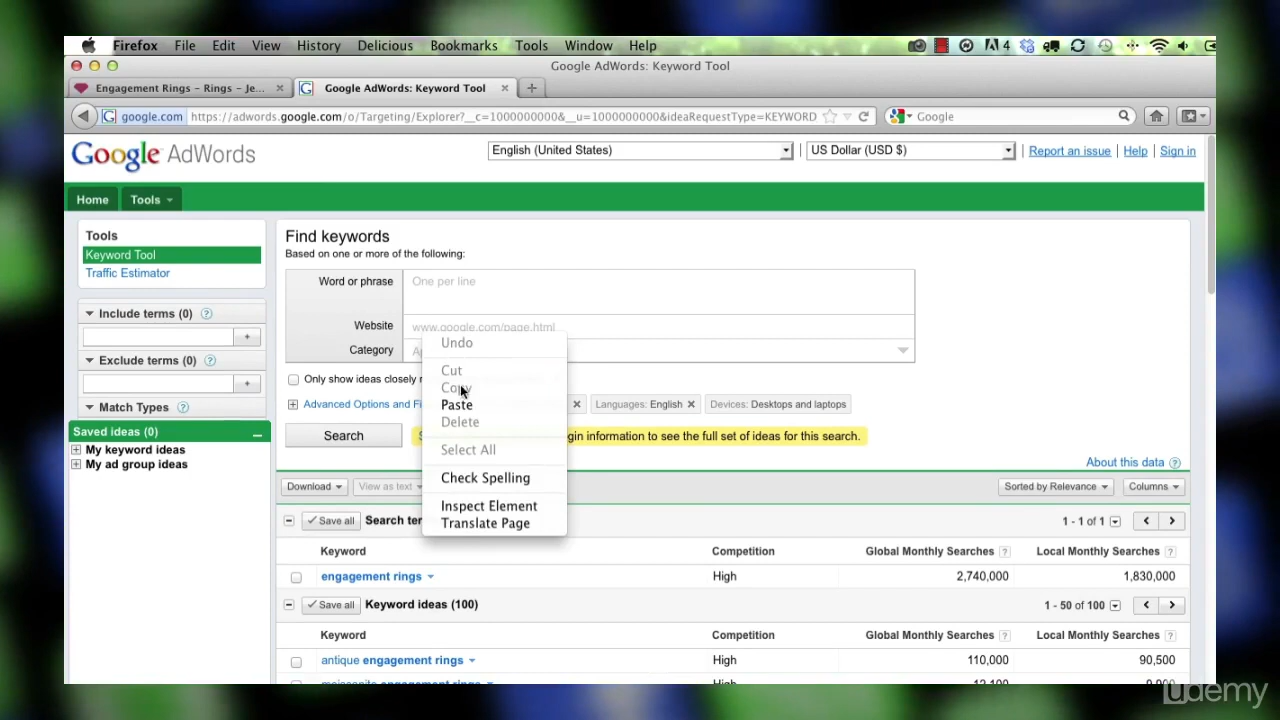 Firefox File Edit View History Delicious Bookmarks Tools Window Help 4
Google AdWords: Keyword Tool
Engagement Rings – Rings – Je... × Google AdWords: Keyword Tool × +
google.com https://adwords.google.com/o/Targeting/Explorer?__c=1000000000&__u=1000000000&ideaRequestType=KEYWORD Google
Google AdWords English (United States) | US Dollar (USD $) | Report an issue | Help | Sign in
Home Tools
Tools
Keyword Tool
Traffic Estimator
Include terms (0) ?
+
Exclude terms (0) ?
+
Match Types ?
Saved ideas (0)
My keyword ideas
My ad group ideas
Find keywords
Based on one or more of the following:
Word or phrase One per line
Website www.google.com/page.html
Category
Only show ideas closely
Advanced Options and Languages: English × Devices: Desktops and laptops
Search information to see the full set of ideas for this search.
Undo
Cut
Copy
Paste
Delete
Select All
Check Spelling
Inspect Element
Translate Page
About this data ?
Download View as text Sorted by Relevance Columns
Save all Search 1 - 1 of 1
Keyword Competition Global Monthly Searches ? Local Monthly Searches ?
engagement rings High 2,740,000 1,830,000
Save all Keyword ideas (100) 1 - 50 of 100
Keyword Competition Global Monthly Searches ? Local Monthly Searches ?
antique engagement rings High 110,000 90,500
udemy